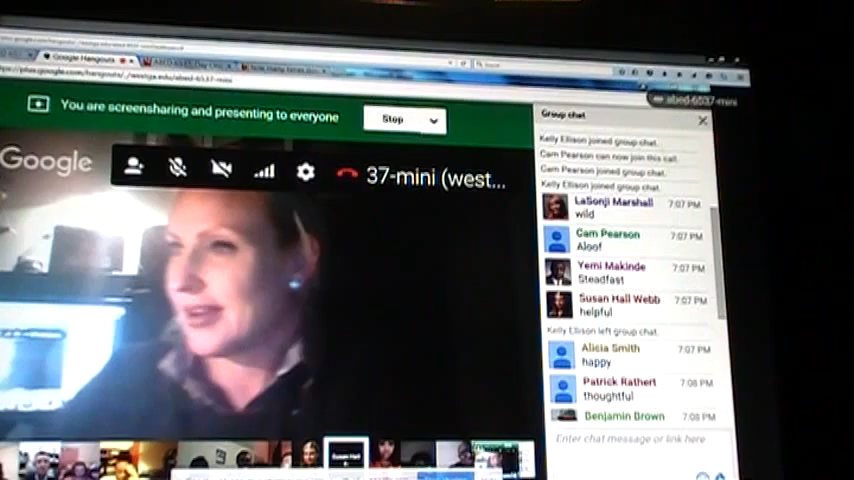 Google Hangouts
You are screensharing and presenting to everyone
Stop
abed-6537-mini
Group chat
Google
37-mini (west...
Kelly Ellison joined group chat.
Cam Pearson can now join this call.
Cam Pearson joined group chat.
Kelly Ellison joined group chat.
LaSonji Marshall 7:07 PM
wild
Cam Pearson 7:07 PM
Aloof
Yemi Makinde 7:07 PM
Steadfast
Susan Hall Webb 7:07 PM
helpful
Kelly Ellison left group chat.
Alicia Smith 7:07 PM
happy
Patrick Rathert 7:08 PM
thoughtful
Benjamin Brown 7:08 PM
Enter chat message or link here
Susan Hall